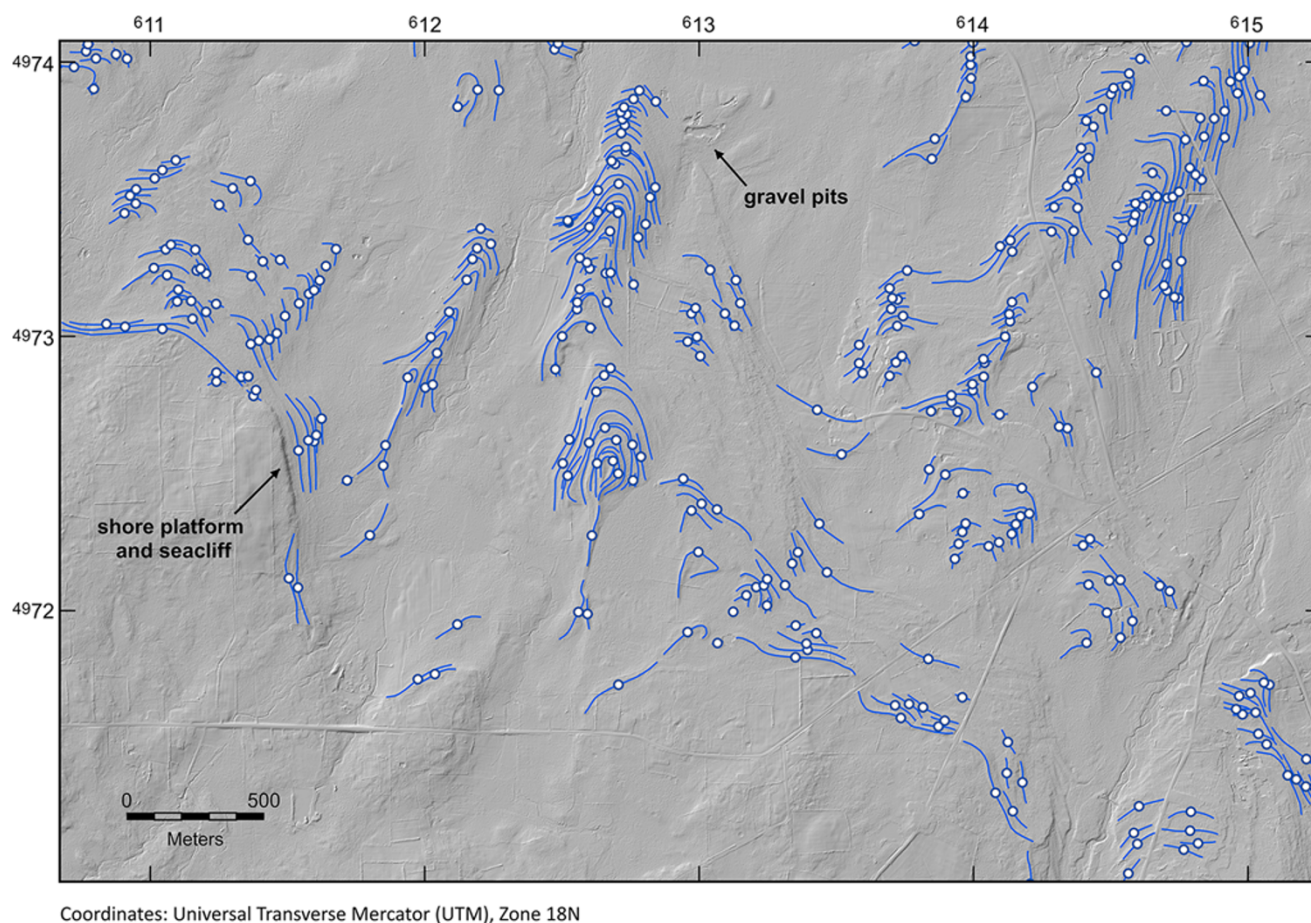 ⁶11 ⁶12 ⁶13 ⁶14 ⁶15
4974
gravel pits
4973
shore platform
and seacliff
4972
0 500
Meters
Coordinates: Universal Transverse Mercator (UTM), Zone 18N